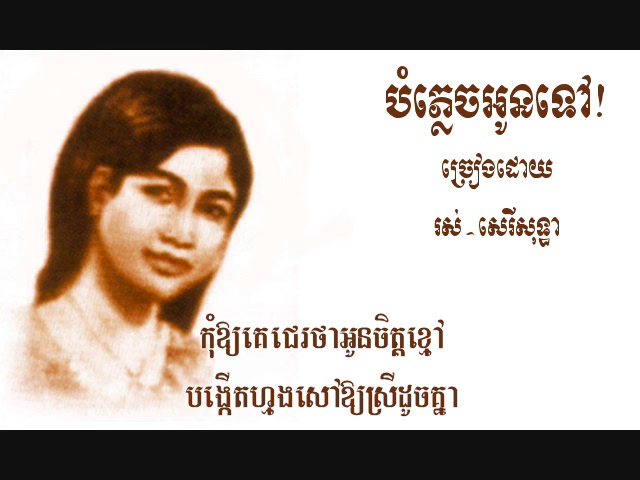 បំភ្លេចអូនទៅ!
ច្រៀងដោយ
រស់ - សេរីសុទ្ធា
កុំឱ្យគេជេរថាអូនចិត្តខ្មៅ
បង្កើតហ្មងសៅឱ្យស្រីដូចគ្នា